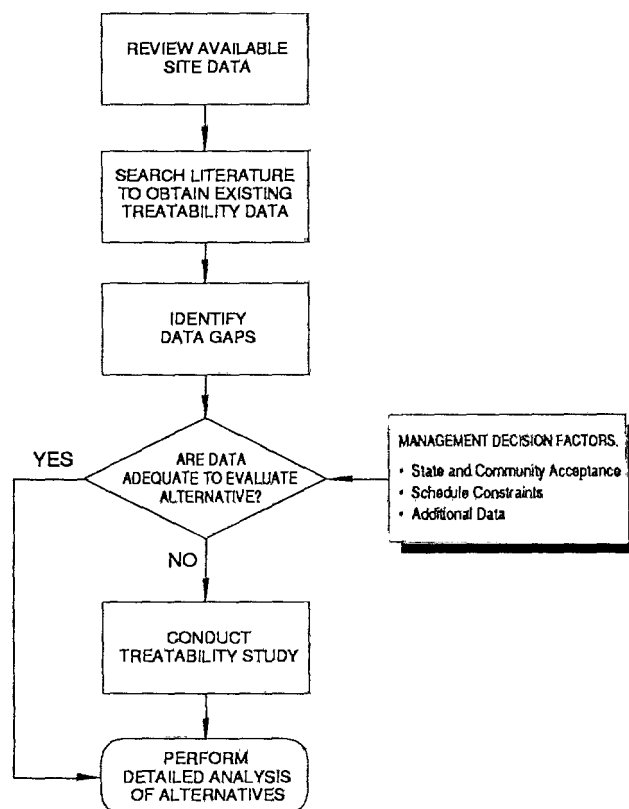 REVIEW AVAILABLE
SITE DATA
SEARCH LITERATURE
TO OBTAIN EXISTING
TREATABILITY DATA
IDENTIFY
DATA GAPS
YES
ARE DATA
ADEQUATE TO EVALUATE
ALTERNATIVE?
MANAGEMENT DECISION FACTORS.
• State and Community Acceptance
• Schedule Constraints
• Additional Data
NO
CONDUCT
TREATABILITY STUDY
PERFORM
DETAILED ANALYSIS
OF ALTERNATIVES